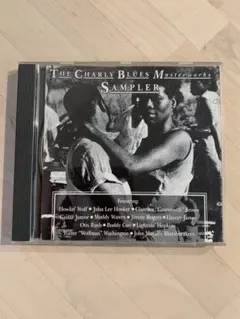 The Charly Blues Masterworks
Sampler
Featuring:
Howlin' Wolf • John Lee Hooker • Clarence "Gatemouth" Brown
Guitar Junior • Muddy Waters • Jimmy Rogers • Elmore James
Otis Rush • Buddy Guy • Lightnin' Hopkins
Walter "Wolfman" Washington • John Mayall's Bluesbreakers